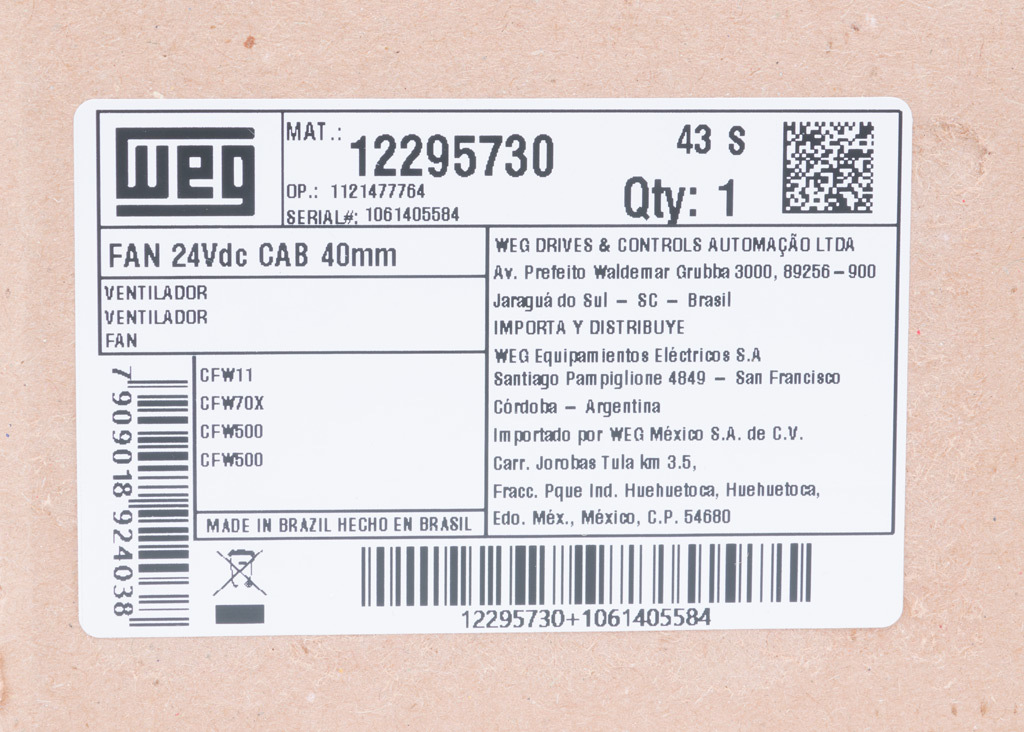 weg
MAT.: 12295730
43 S
OP.: 1121477764
Qty: 1
SERIAL#: 1061405584
FAN 24Vdc CAB 40mm
VENTILADOR
VENTILADOR
FAN
WEG DRIVES & CONTROLS AUTOMAÇÃO LTDA
Av. Prefeito Waldemar Grubba 3000, 89256-900
Jaraguá do Sul - SC - Brasil
IMPORTA Y DISTRIBUYE
WEG Equipamientos Eléctricos S.A
Santiago Pampiglione 4849 - San Francisco
Córdoba - Argentina
Importado por WEG México S.A. de C.V.
Carr. Jorobas Tula km 3.5,
Fracc. Pque Ind. Huehuetoca, Huehuetoca,
Edo. Méx., México, C.P. 54680
CFW11
CFW70X
CFW500
CFW500
MADE IN BRAZIL HECHO EN BRASIL
7 909018 924038
12295730+1061405584